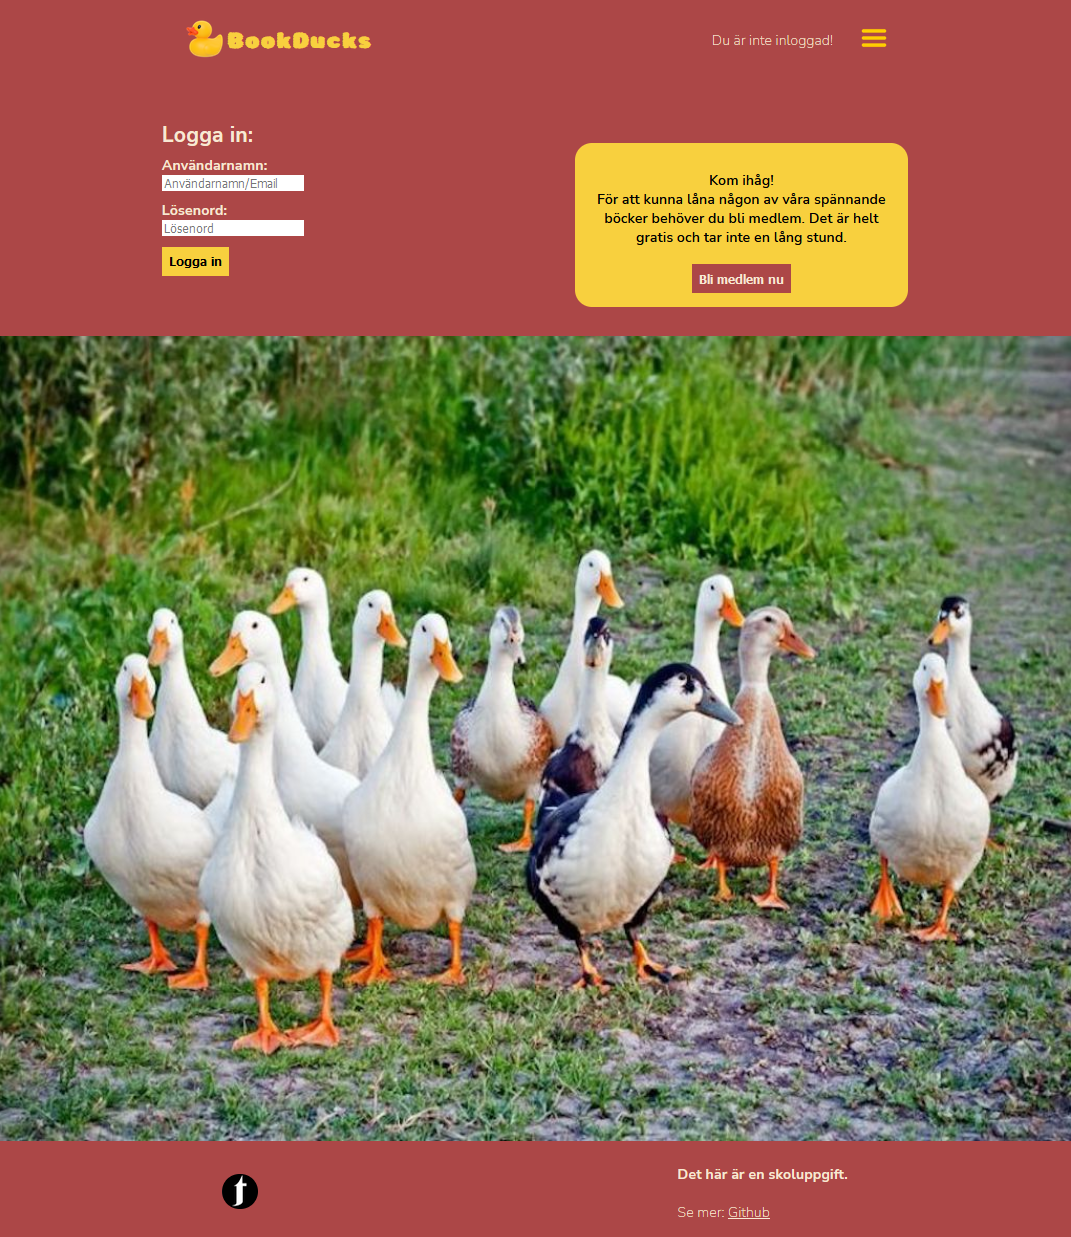 BookDucks
Du är inte inloggad!
Logga in:
Användarnamn:
Användarnamn/Email
Lösenord:
Lösenord
Logga in
Kom ihåg!
För att kunna låna någon av våra spännande
böcker behöver du bli medlem. Det är helt
gratis och tar inte en lång stund.
Bli medlem nu
Det här är en skoluppgift.
Se mer: Github